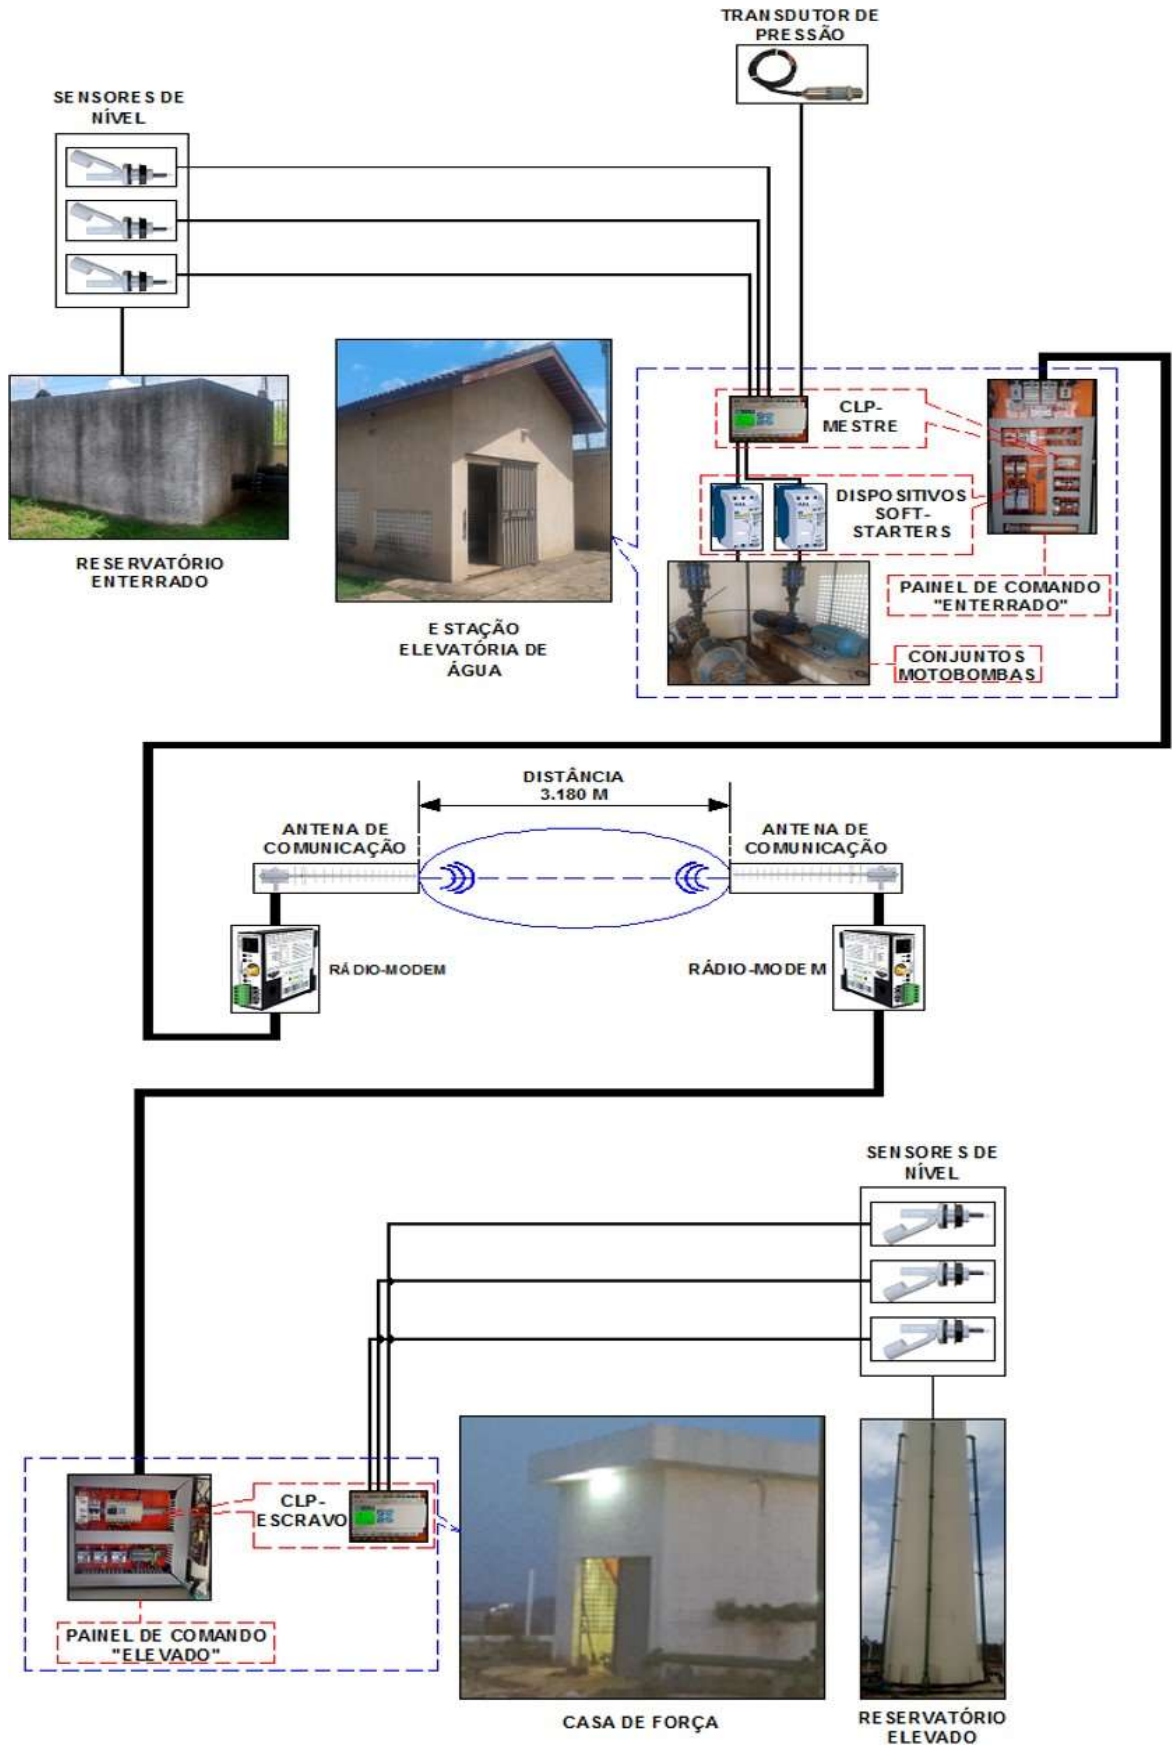 TRANSDUTOR DE
PRESSÃO
SENSORES DE
NÍVEL
CLP-
MESTRE
DISPOSITIVOS
SOFT-
STARTERS
RESERVATÓRIO
ENTERRADO
PAINEL DE COMANDO
"ENTERRADO"
ESTAÇÃO
ELEVATÓRIA DE
ÁGUA
CONJUNTOS
MOTOBOMBAS
DISTÂNCIA
3.180 M
ANTENA DE
COMUNICAÇÃO
ANTENA DE
COMUNICAÇÃO
RÁDIO-MODEM
RÁDIO-MODEM
SENSORES DE
NÍVEL
CLP-
ESCRAVO
PAINEL DE COMANDO
"ELEVADO"
CASA DE FORÇA
RESERVATÓRIO
ELEVADO